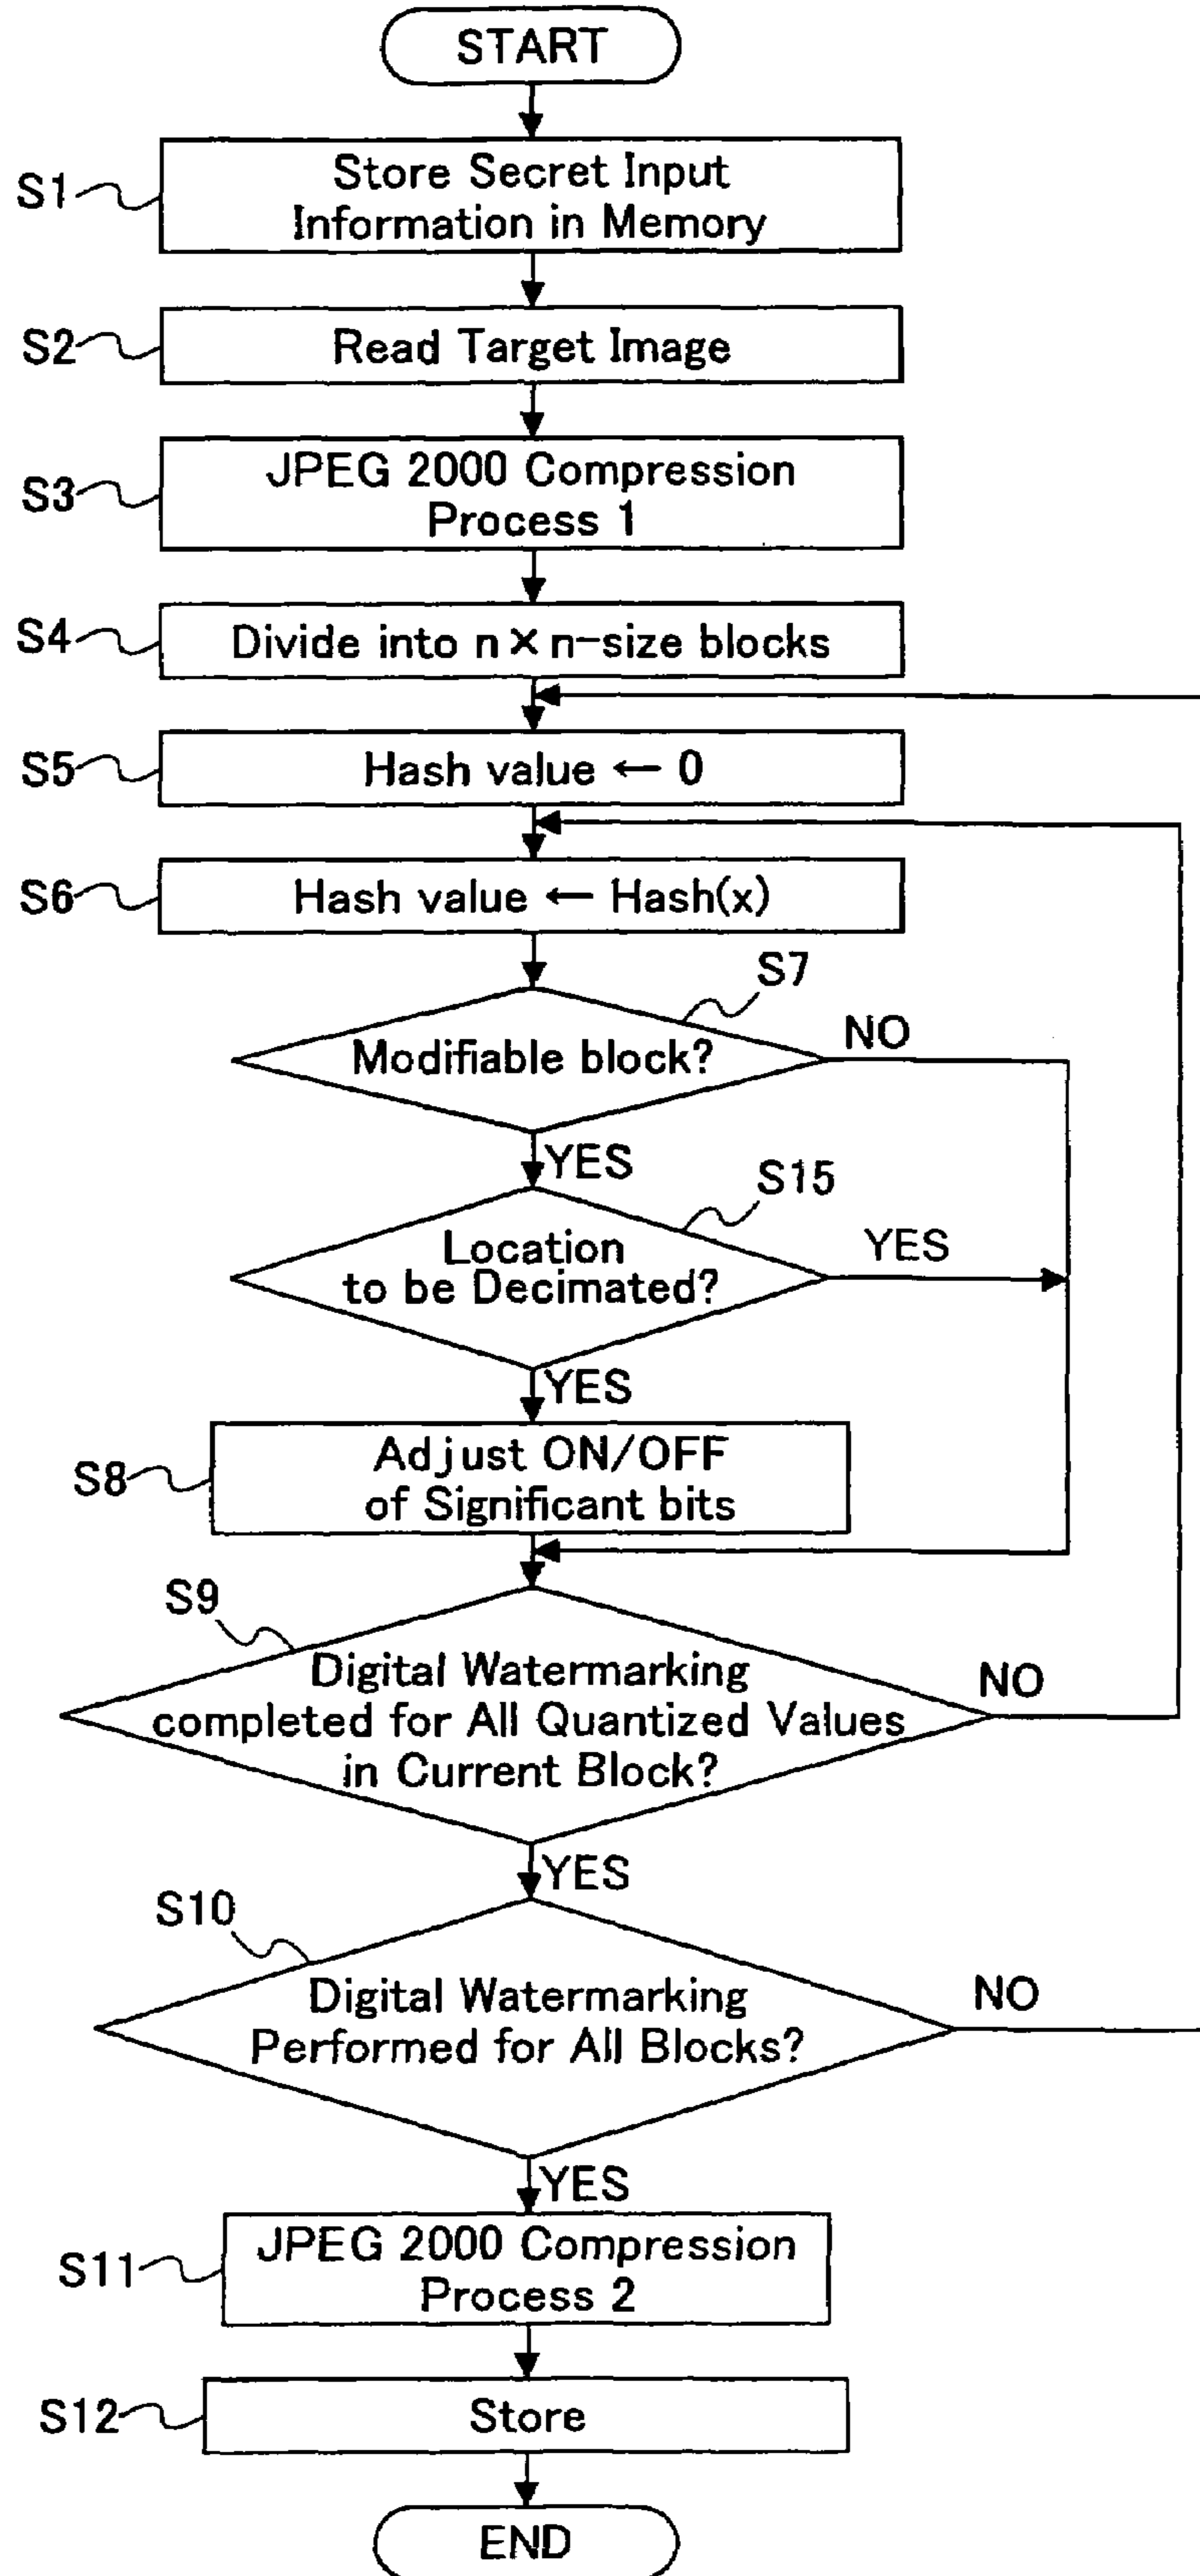 START
S1
Store Secret Input
Information in Memory
S2
Read Target Image
S3
JPEG 2000 Compression
Process 1
S4
Divide into n × n-size blocks
S5
Hash value ← 0
S6
Hash value ← Hash(x)
S7
Modifiable block?
NO
YES
S15
Location
to be Decimated?
YES
YES
S8
Adjust ON/OFF
of Significant bits
S9
Digital Watermarking
completed for All Quantized Values
in Current Block?
NO
YES
S10
Digital Watermarking
Performed for All Blocks?
NO
YES
S11
JPEG 2000 Compression
Process 2
S12
Store
END